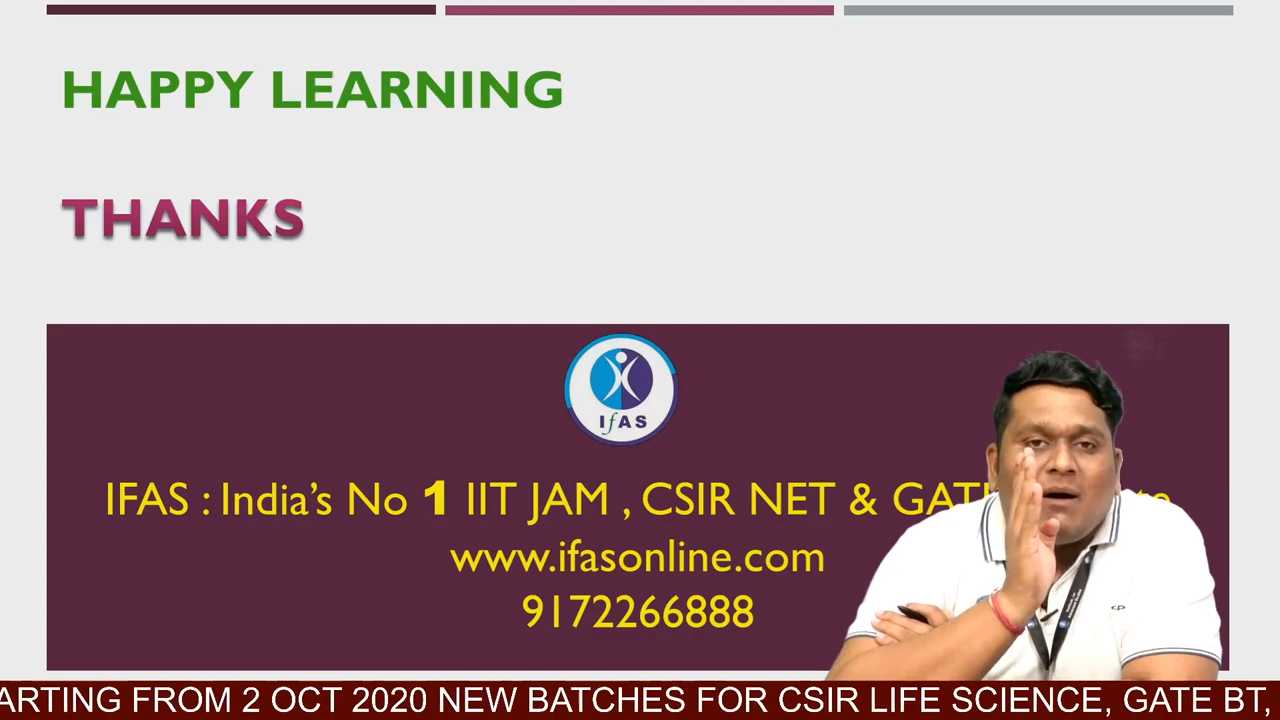 HAPPY LEARNING
THANKS
IfAS
IFAS : India's No 1 IIT JAM , CSIR NET &
www.ifasonline.com
9172266888
ARTING FROM 2 OCT 2020 NEW BATCHES FOR CSIR LIFE SCIENCE, GATE BT,